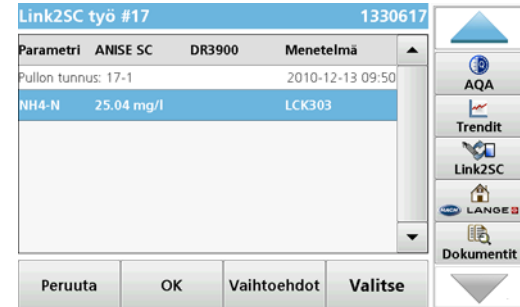 Link2SC työ #17 1330617
Parametri ANISE SC DR3900 Menetelmä
Pullon tunnus: 17-1 2010-12-13 09:50
NH4-N 25.04 mg/l LCK303
AQA
Trendit
Link2SC
HACH LANGE
Dokumentit
Peruuta OK Vaihtoehdot Valitse